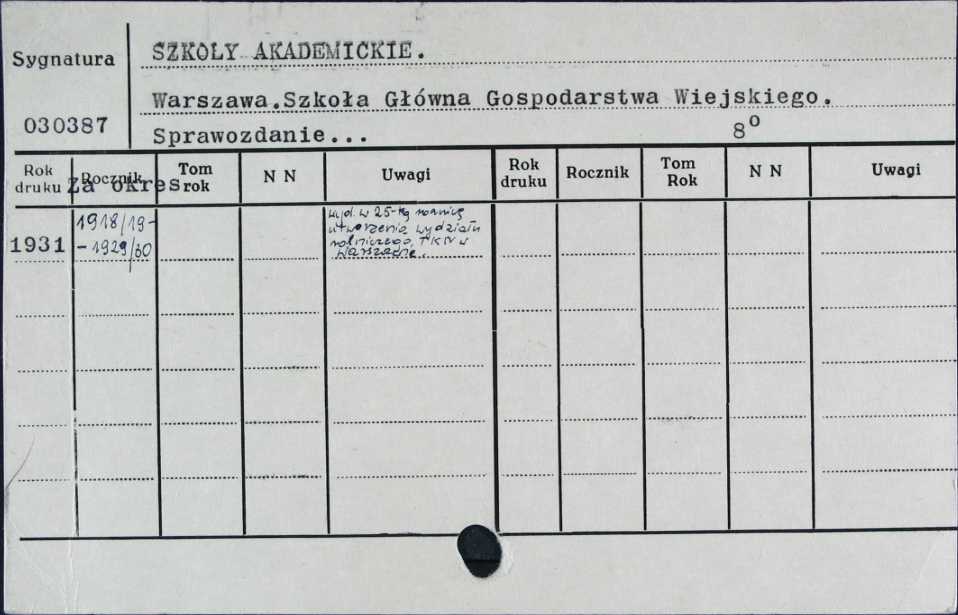 Sygnatura
SZKOŁY AKADEMICKIE.
Warszawa.Szkoła Główna Gospodarstwa Wiejskiego.
030387
Sprawozdanie... 8º
Rok druku Rocznik Tom rok N N Uwagi Rok druku Rocznik Tom Rok N N Uwagi
za okres
1931 1918/19-
- 1929/30
wyd. w 25-tą rocznicę
utworzenia wydziału
rolniczego, TKN w
Warszawie.